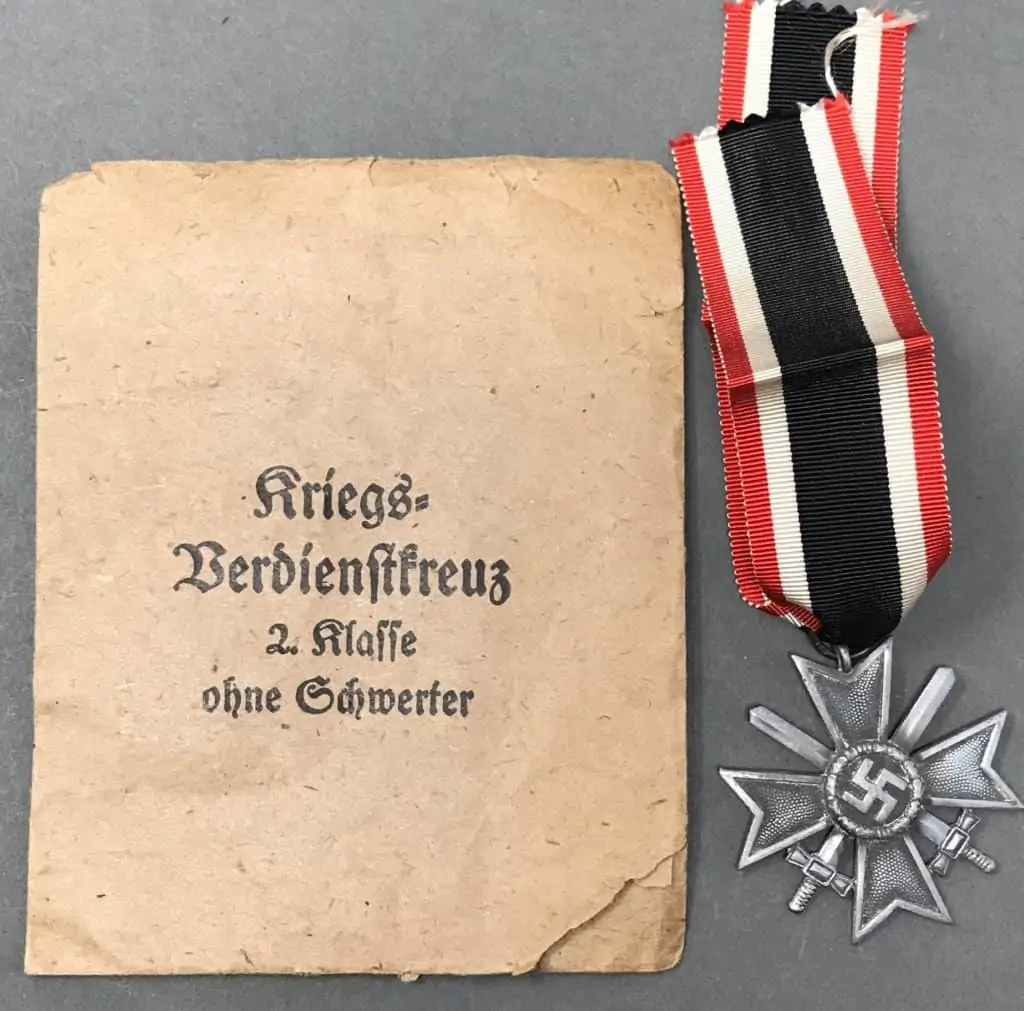 Kriegs-
Verdienstkreuz
2. Klasse
ohne Schwerter